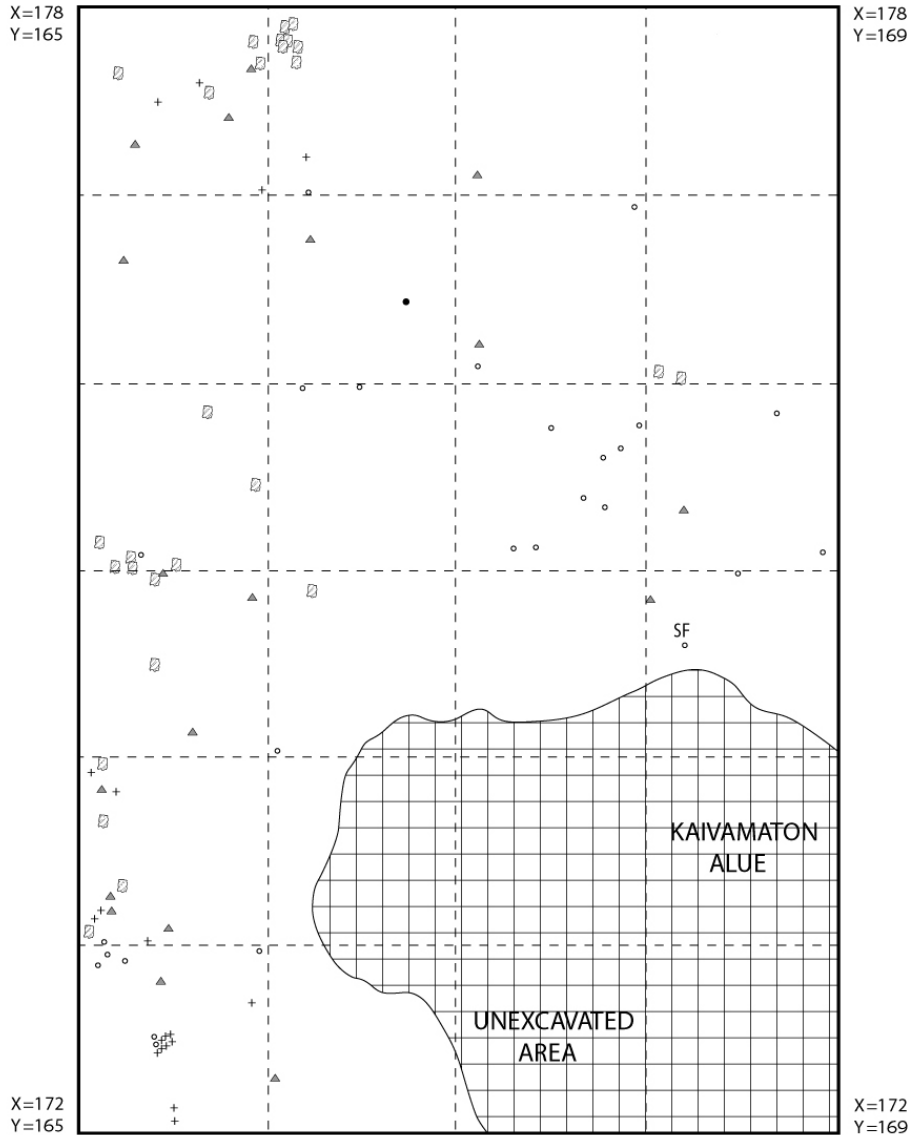 X=178
Y=165
X=178
Y=169
SF
KAIVAMATON
ALUE
UNEXCAVATED
AREA
X=172
Y=165
X=172
Y=169